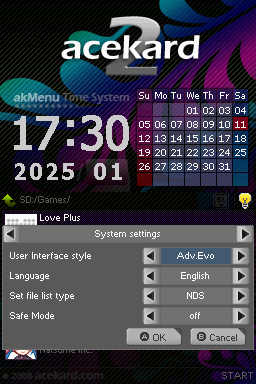 acekard 2
akMenu Time System
17:30
2025 01
Su Mo Tu We Th Fr Sa
01 02 03 04
05 06 07 08 09 10 11
12 13 14 15 16 17 18
19 20 21 22 23 24 25
26 27 28 29 30 31
SD:/Games/
Love Plus
System settings
User Interface style Adv.Evo
Language English
Set file list type NDS
Safe Mode off
A OK B Cancel
Natsume Inc.
© 2008 acekard.com START